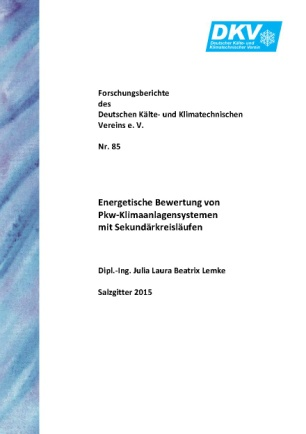 DKV
Deutscher Kälte- und
Klimatechnischer Verein
Forschungsberichte
des
Deutschen Kälte- und Klimatechnischen
Vereins e. V.
Nr. 85
Energetische Bewertung von
Pkw-Klimaanlagensystemen
mit Sekundärkreisläufen
Dipl.-Ing. Julia Laura Beatrix Lemke
Salzgitter 2015